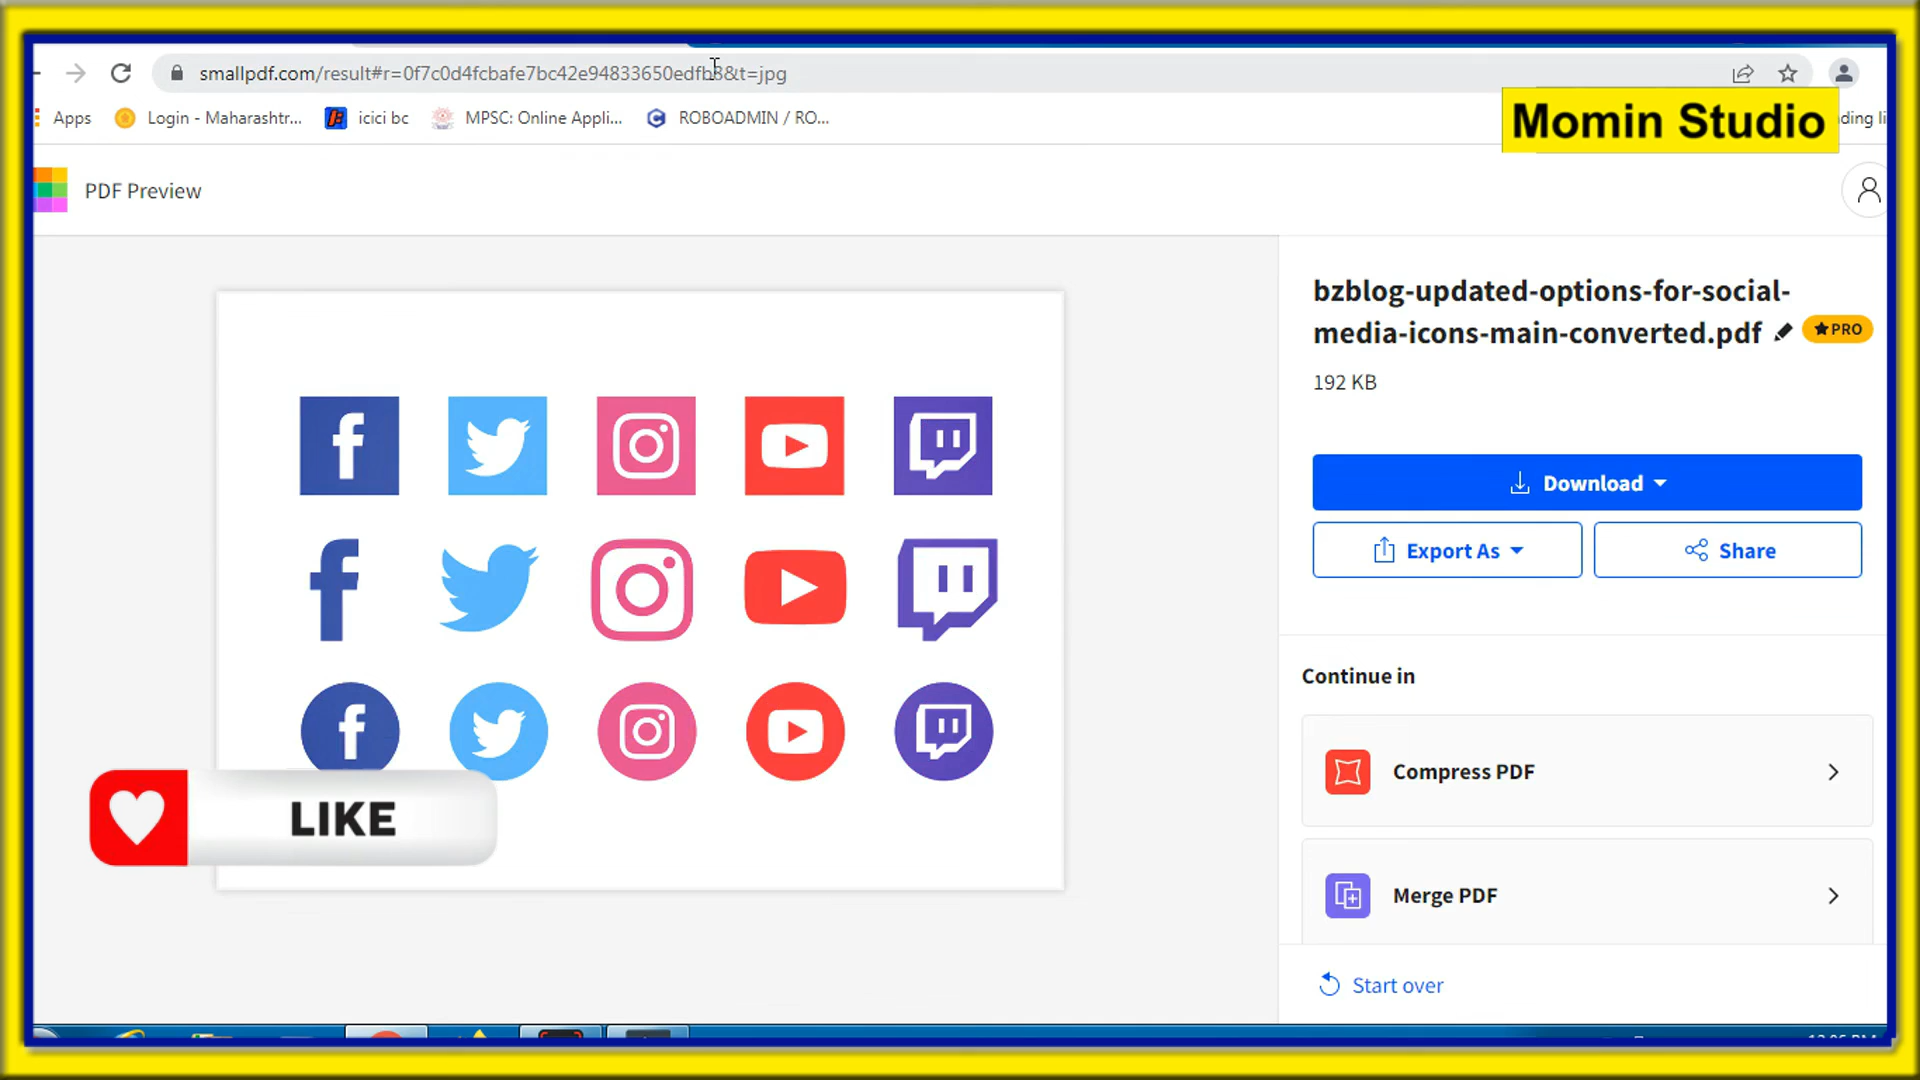 smallpdf.com/result#r=0f7c0d4fcbafe7bc42e94833650edfb8&t=jpg
Apps Login - Maharashtr... icici bc MPSC: Online Appli... ROBOADMIN / RO...
Momin Studio
PDF Preview
bzblog-updated-options-for-social-
media-icons-main-converted.pdf PRO
192 KB
Download
Export As Share
Continue in
Compress PDF
Merge PDF
Start over
LIKE